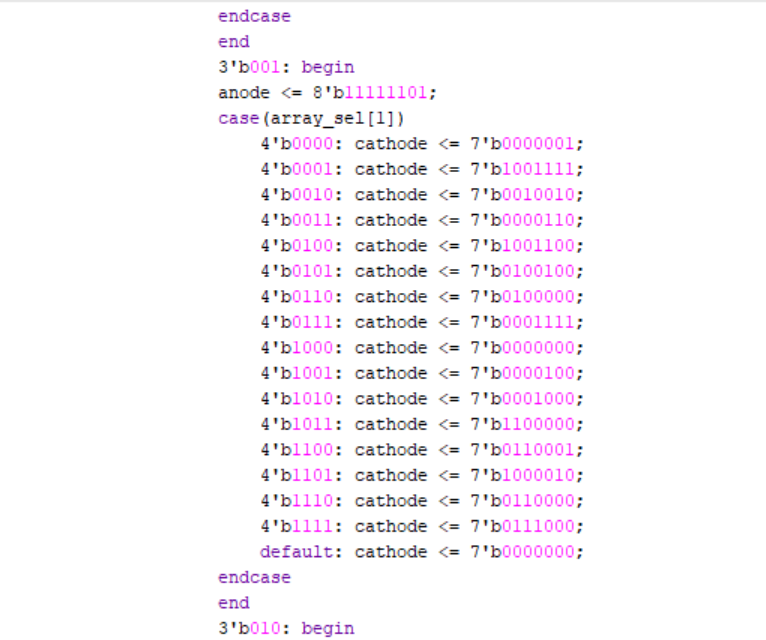 endcase
end
3'b001: begin
anode <= 8'b11111101;
case(array_sel[1])
4'b0000: cathode <= 7'b0000001;
4'b0001: cathode <= 7'b1001111;
4'b0010: cathode <= 7'b0010010;
4'b0011: cathode <= 7'b0000110;
4'b0100: cathode <= 7'b1001100;
4'b0101: cathode <= 7'b0100100;
4'b0110: cathode <= 7'b0100000;
4'b0111: cathode <= 7'b0001111;
4'b1000: cathode <= 7'b0000000;
4'b1001: cathode <= 7'b0000100;
4'b1010: cathode <= 7'b0001000;
4'b1011: cathode <= 7'b1100000;
4'b1100: cathode <= 7'b0110001;
4'b1101: cathode <= 7'b1000010;
4'b1110: cathode <= 7'b0110000;
4'b1111: cathode <= 7'b0111000;
default: cathode <= 7'b0000000;
endcase
end
3'b010: begin